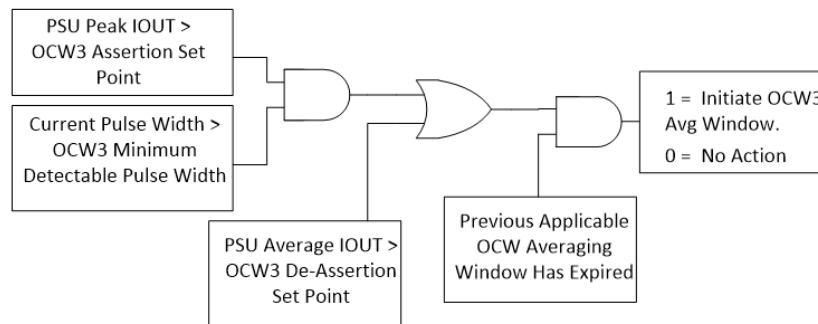 PSU Peak IOUT >
OCW3 Assertion Set
Point
Current Pulse Width >
OCW3 Minimum
Detectable Pulse Width
PSU Average IOUT >
OCW3 De-Assertion
Set Point
Previous Applicable
OCW Averaging
Window Has Expired
1 = Initiate OCW3
Avg Window.
0 = No Action